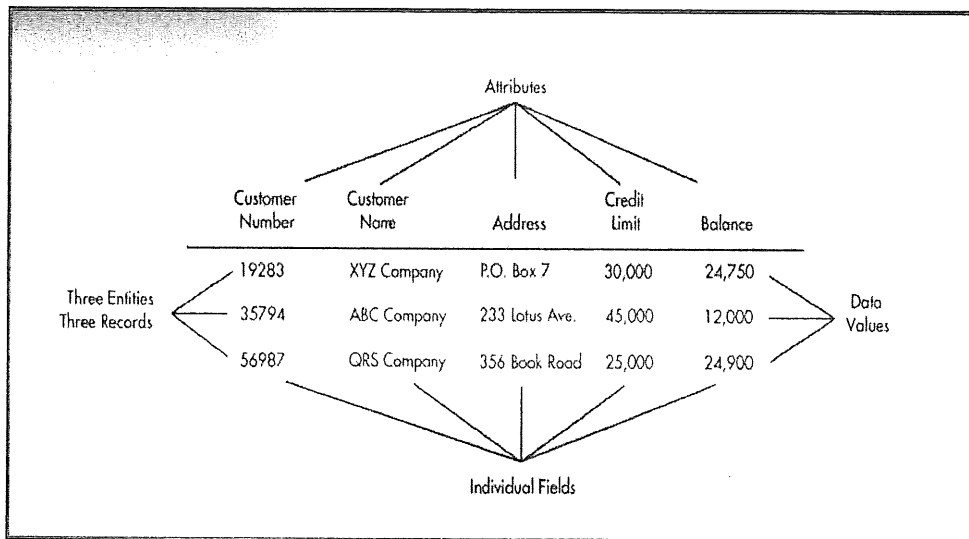 Attributes
Customer Number
Customer Name
Address
Credit Limit
Balance
19283 XYZ Company P.O. Box 7 30,000 24,750
Three Entities
Three Records
35794 ABC Company 233 Lotus Ave. 45,000 12,000
Data Values
56987 QRS Company 356 Book Road 25,000 24,900
Individual Fields